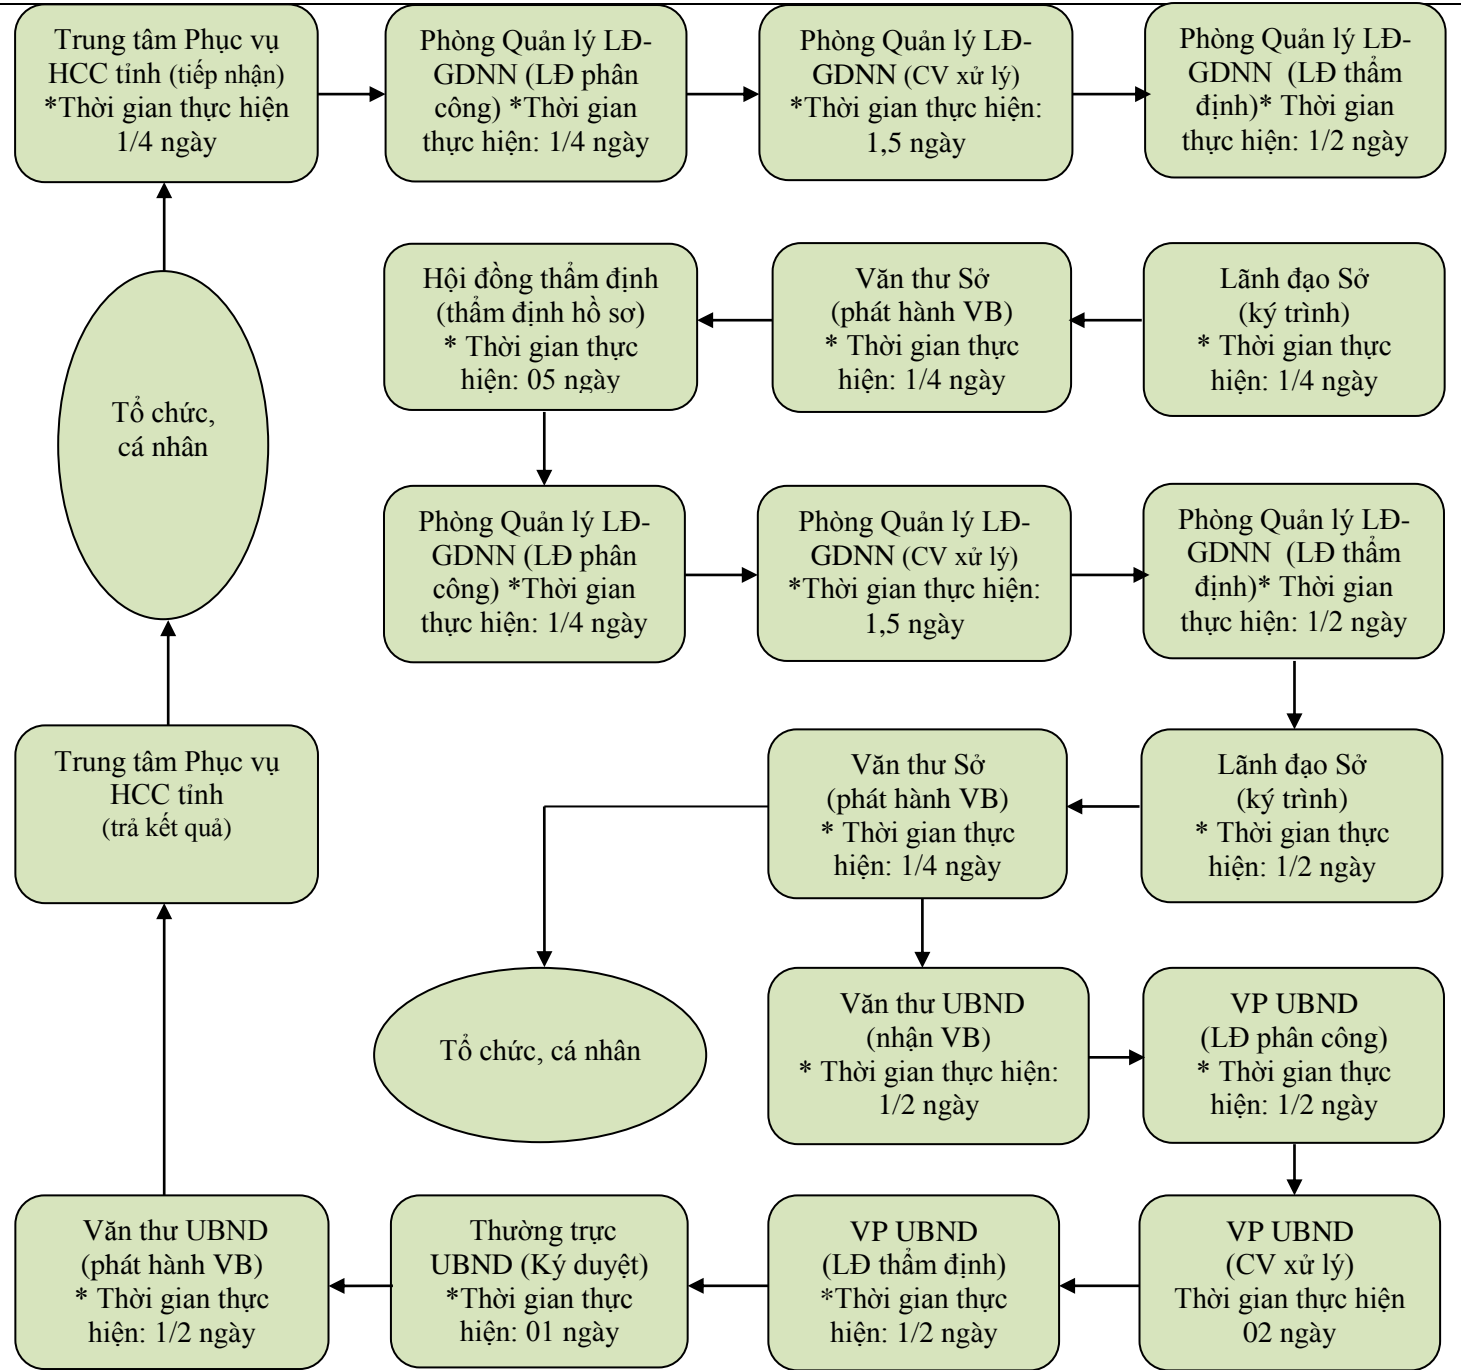 Trung tâm Phục vụ
HCC tỉnh (tiếp nhận)
*Thời gian thực hiện
1/4 ngày
Phòng Quản lý LĐ-
GDNN (LĐ phân
công) *Thời gian
thực hiện: 1/4 ngày
Phòng Quản lý LĐ-
GDNN (CV xử lý)
*Thời gian thực hiện:
1,5 ngày
Phòng Quản lý LĐ-
GDNN (LĐ thẩm
định)* Thời gian
thực hiện: 1/2 ngày
Lãnh đạo Sở
(ký trình)
* Thời gian thực
hiện: 1/4 ngày
Văn thư Sở
(phát hành VB)
* Thời gian thực
hiện: 1/4 ngày
Hội đồng thẩm định
(thẩm định hồ sơ)
* Thời gian thực
hiện: 05 ngày
Tổ chức,
cá nhân
Phòng Quản lý LĐ-
GDNN (LĐ phân
công) *Thời gian
thực hiện: 1/4 ngày
Phòng Quản lý LĐ-
GDNN (CV xử lý)
*Thời gian thực hiện:
1,5 ngày
Phòng Quản lý LĐ-
GDNN (LĐ thẩm
định)* Thời gian
thực hiện: 1/2 ngày
Lãnh đạo Sở
(ký trình)
* Thời gian thực
hiện: 1/2 ngày
Văn thư Sở
(phát hành VB)
* Thời gian thực
hiện: 1/4 ngày
Trung tâm Phục vụ
HCC tỉnh
(trả kết quả)
Tổ chức, cá nhân
Văn thư UBND
(nhận VB)
* Thời gian thực hiện:
1/2 ngày
VP UBND
(LĐ phân công)
* Thời gian thực
hiện: 1/2 ngày
VP UBND
(CV xử lý)
Thời gian thực hiện
02 ngày
VP UBND
(LĐ thẩm định)
*Thời gian thực
hiện: 1/2 ngày
Thường trực
UBND (Ký duyệt)
*Thời gian thực
hiện: 01 ngày
Văn thư UBND
(phát hành VB)
* Thời gian thực
hiện: 1/2 ngày